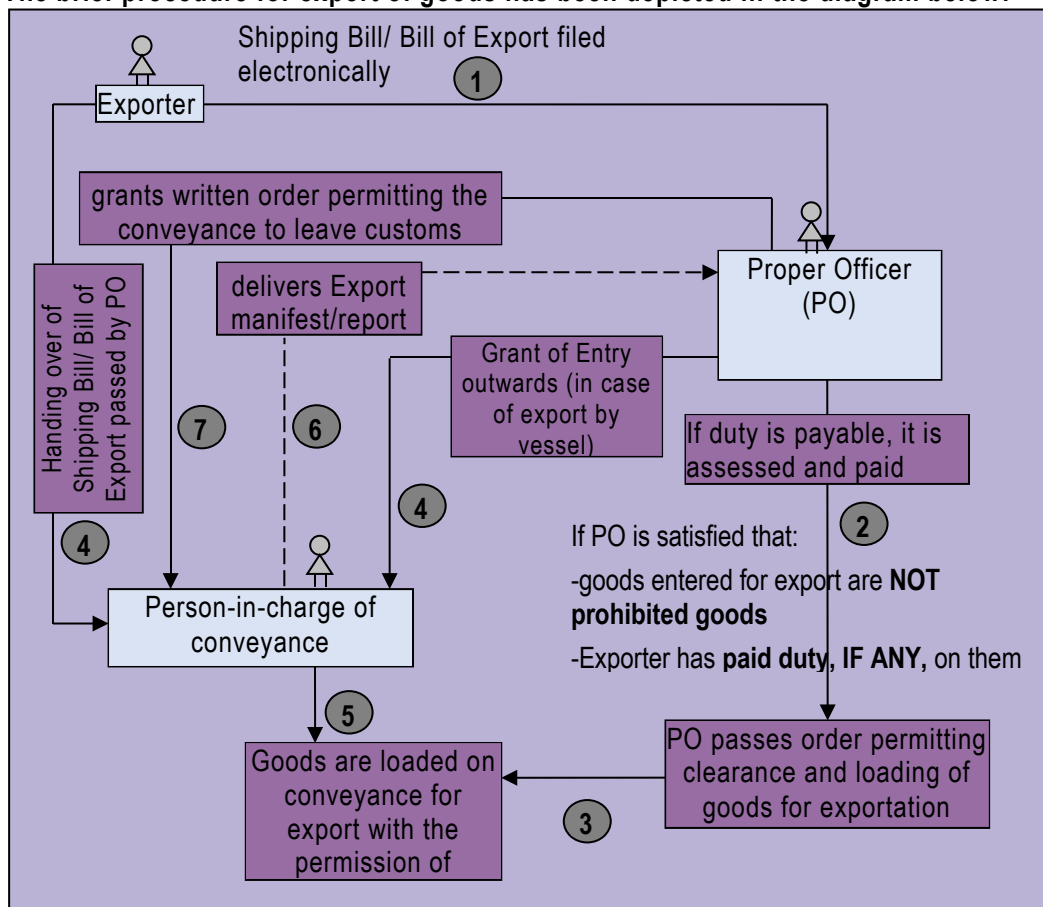 The brief procedure for export of goods has been depicted in the diagram below:
Shipping Bill/ Bill of Export filed
electronically
1
Exporter
grants written order permitting the
conveyance to leave customs
Proper Officer
(PO)
delivers Export
manifest/report
Handing over of
Shipping Bill/ Bill of
Export passed by PO
Grant of Entry
outwards (in case
of export by
vessel)
7
6
If duty is payable, it is
assessed and paid
4
4
2
If PO is satisfied that:
-goods entered for export are NOT
prohibited goods
-Exporter has paid duty, IF ANY, on them
Person-in-charge of
conveyance
5
Goods are loaded on
conveyance for
export with the
permission of
3
PO passes order permitting
clearance and loading of
goods for exportation